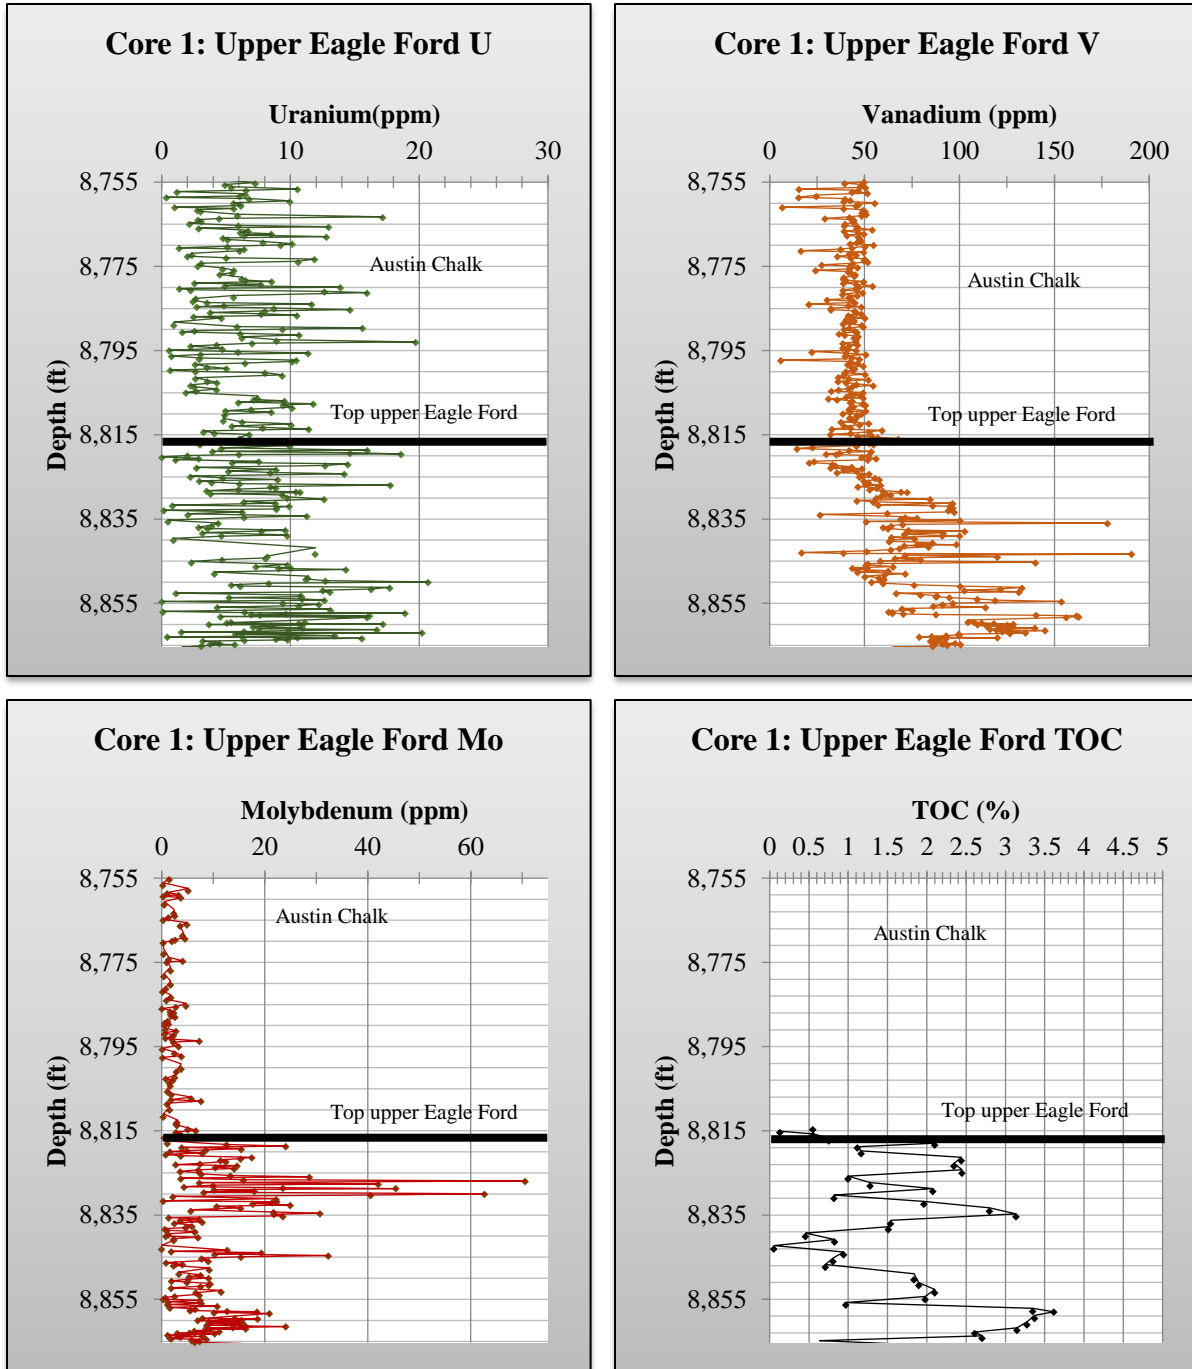 Core 1: Upper Eagle Ford U
Uranium(ppm)
0 10 20 30
8,755
8,775
8,795
8,815
8,835
8,855
Depth (ft)
Austin Chalk
Top upper Eagle Ford
Core 1: Upper Eagle Ford V
Vanadium (ppm)
0 50 100 150 200
8,755
8,775
8,795
8,815
8,835
8,855
Depth (ft)
Austin Chalk
Top upper Eagle Ford
Core 1: Upper Eagle Ford Mo
Molybdenum (ppm)
0 20 40 60
8,755
8,775
8,795
8,815
8,835
8,855
Depth (ft)
Austin Chalk
Top upper Eagle Ford
Core 1: Upper Eagle Ford TOC
TOC (%)
0 0.5 1 1.5 2 2.5 3 3.5 4 4.5 5
8,755
8,775
8,795
8,815
8,835
8,855
Depth (ft)
Austin Chalk
Top upper Eagle Ford